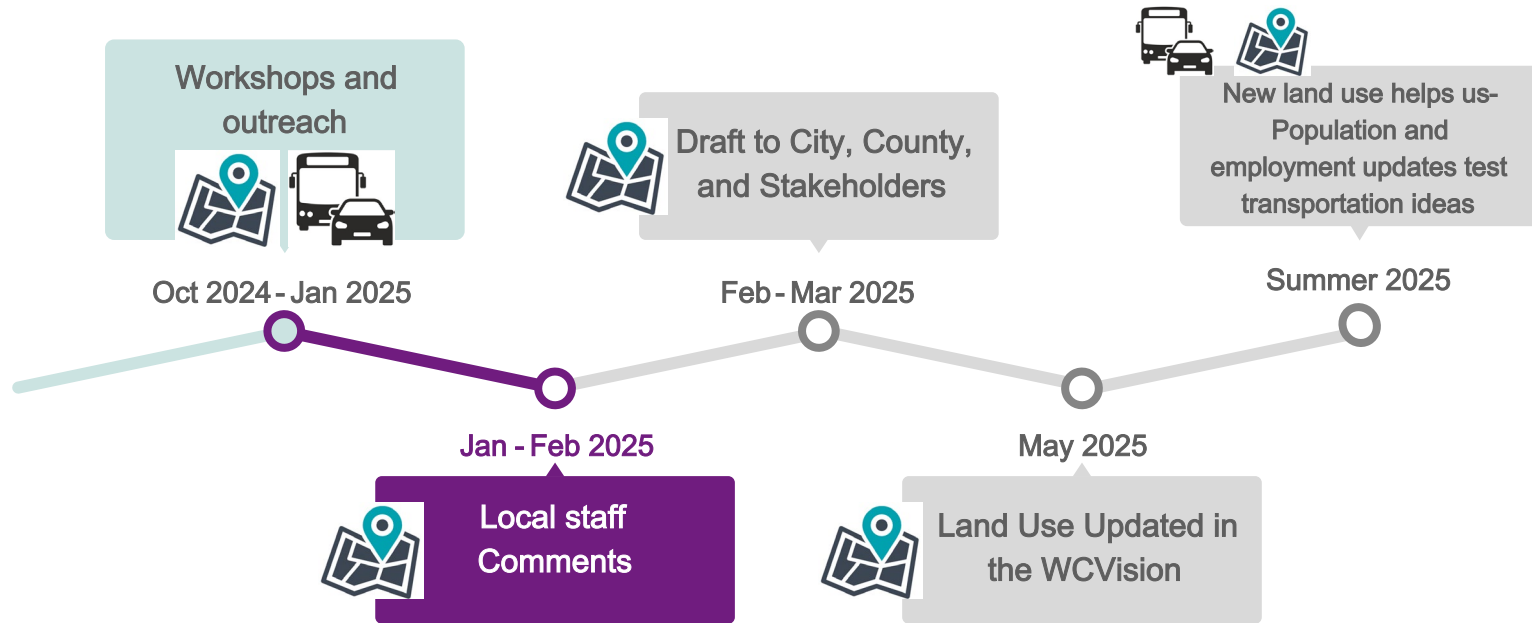 Workshops and
outreach
Oct 2024 - Jan 2025
Jan - Feb 2025
Local staff
Comments
Draft to City, County,
and Stakeholders
Feb - Mar 2025
May 2025
Land Use Updated in
the WCVision
New land use helps us-
Population and
employment updates test
transportation ideas
Summer 2025